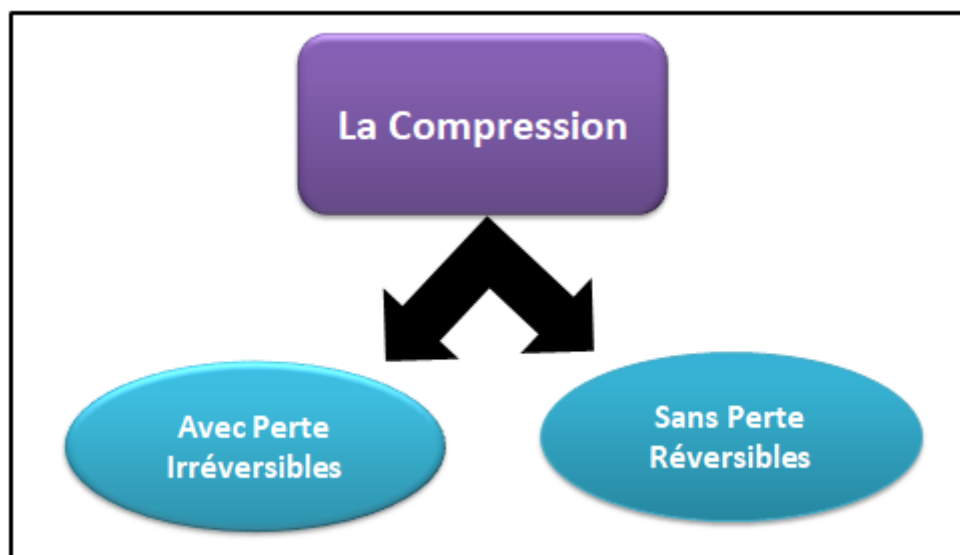 La Compression
Avec Perte
Irréversibles
Sans Perte
Réversibles